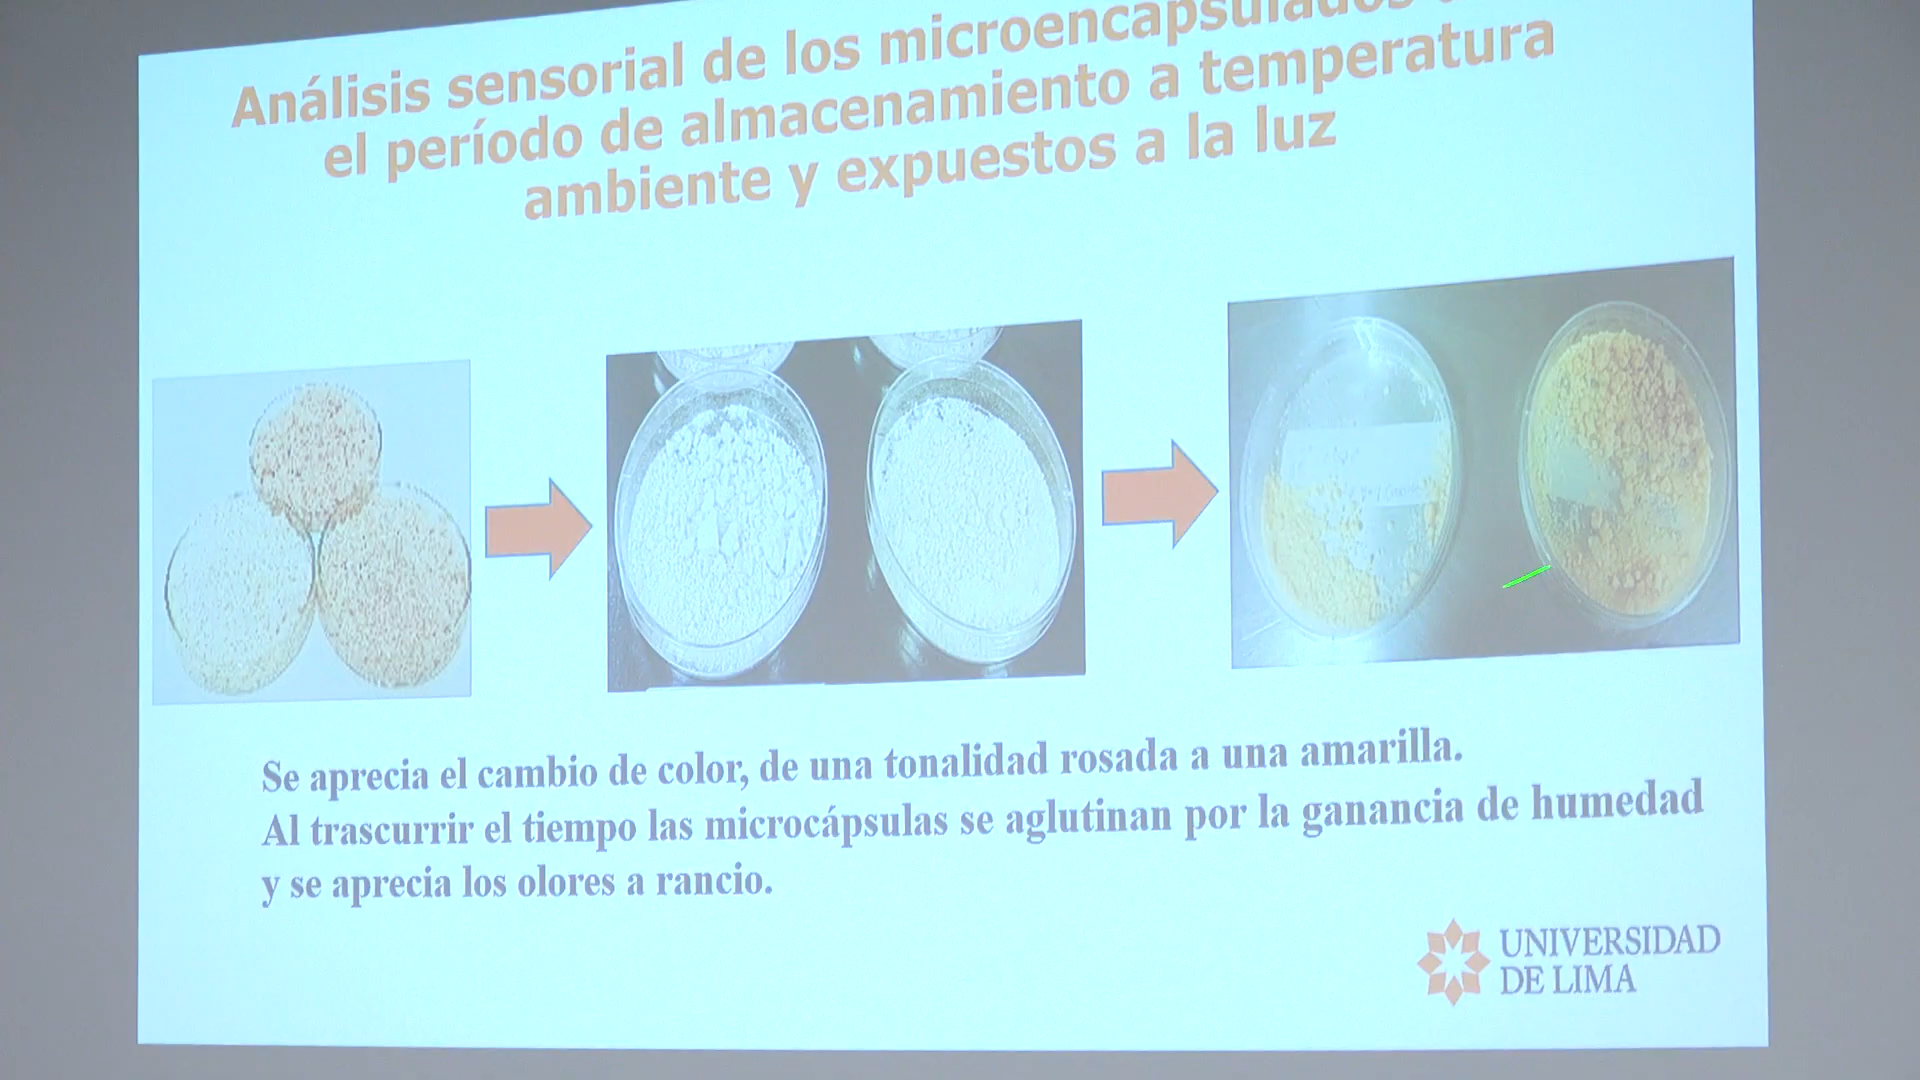 Análisis sensorial de los microencapsulados
el período de almacenamiento a temperatura
ambiente y expuestos a la luz
Se aprecia el cambio de color, de una tonalidad rosada a una amarilla.
Al trascurrir el tiempo las microcápsulas se aglutinan por la ganancia de humedad
y se aprecia los olores a rancio.
UNIVERSIDAD
DE LIMA